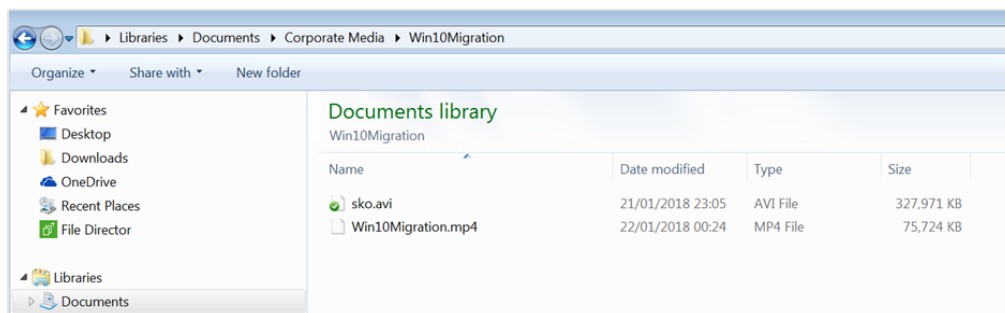 Libraries Documents Corporate Media Win10Migration
Organize Share with New folder
Favorites
Desktop
Downloads
OneDrive
Recent Places
File Director
Libraries
Documents
Documents library
Win10Migration
Name Date modified Type Size
sko.avi 21/01/2018 23:05 AVI File 327,971 KB
Win10Migration.mp4 22/01/2018 00:24 MP4 File 75,724 KB